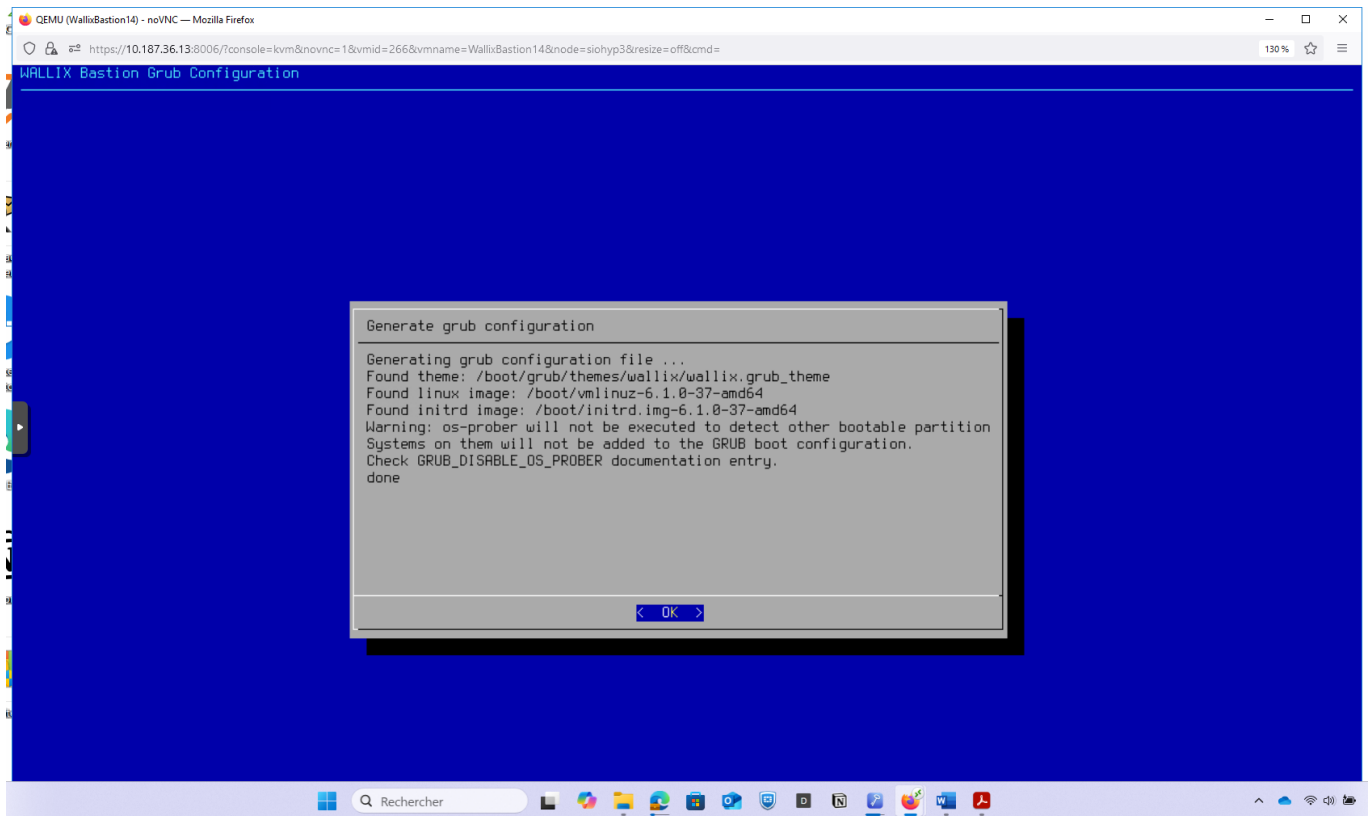 QEMU (WallixBastion14) - noVNC — Mozilla Firefox
https://10.187.36.13:8006/?console=kvm&novnc=1&vmid=266&vmname=WallixBastion14&node=siohyp3&resize=off&cmd=
130 %
WALLIX Bastion Grub Configuration
Generate grub configuration
Generating grub configuration file ...
Found theme: /boot/grub/themes/wallix/wallix.grub_theme
Found linux image: /boot/vmlinuz-6.1.0-37-amd64
Found initrd image: /boot/initrd.img-6.1.0-37-amd64
Warning: os-prober will not be executed to detect other bootable partition
Systems on them will not be added to the GRUB boot configuration.
Check GRUB_DISABLE_OS_PROBER documentation entry.
done
< OK >
Rechercher